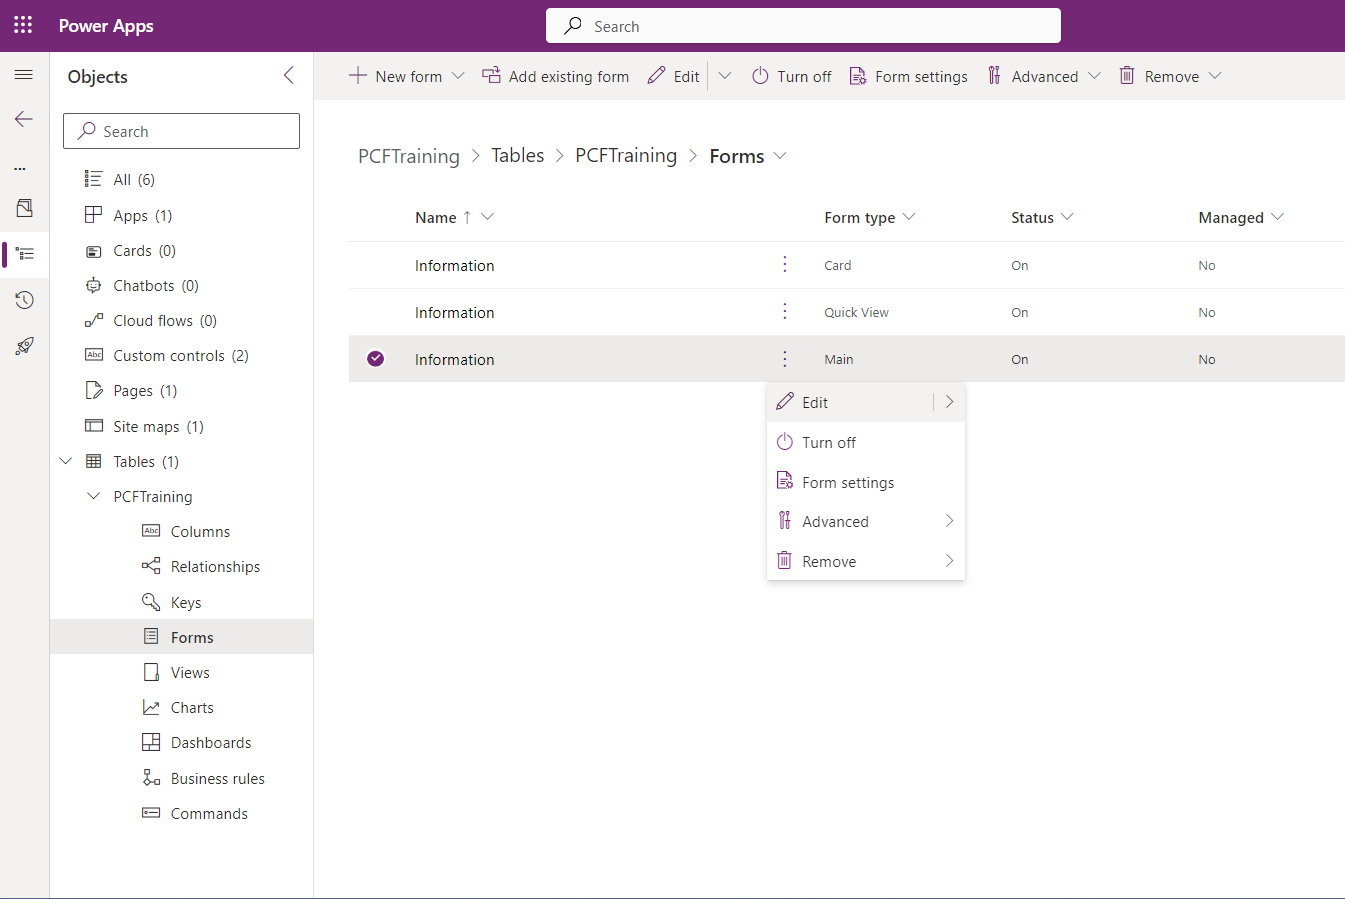 Power Apps
Search
Objects
New form
Add existing form
Edit
Turn off
Form settings
Advanced
Remove
Search
All (6)
Apps (1)
Cards (0)
Chatbots (0)
Cloud flows (0)
Abc Custom controls (2)
Pages (1)
Site maps (1)
Tables (1)
PCFTraining
Abc Columns
Relationships
Keys
Forms
Views
Charts
Dashboards
Business rules
Commands
PCFTraining > Tables > PCFTraining > Forms
Name ↑ Form type Status Managed
Information Card On No
Information Quick View On No
Information Main On No
Edit
Turn off
Form settings
Advanced
Remove